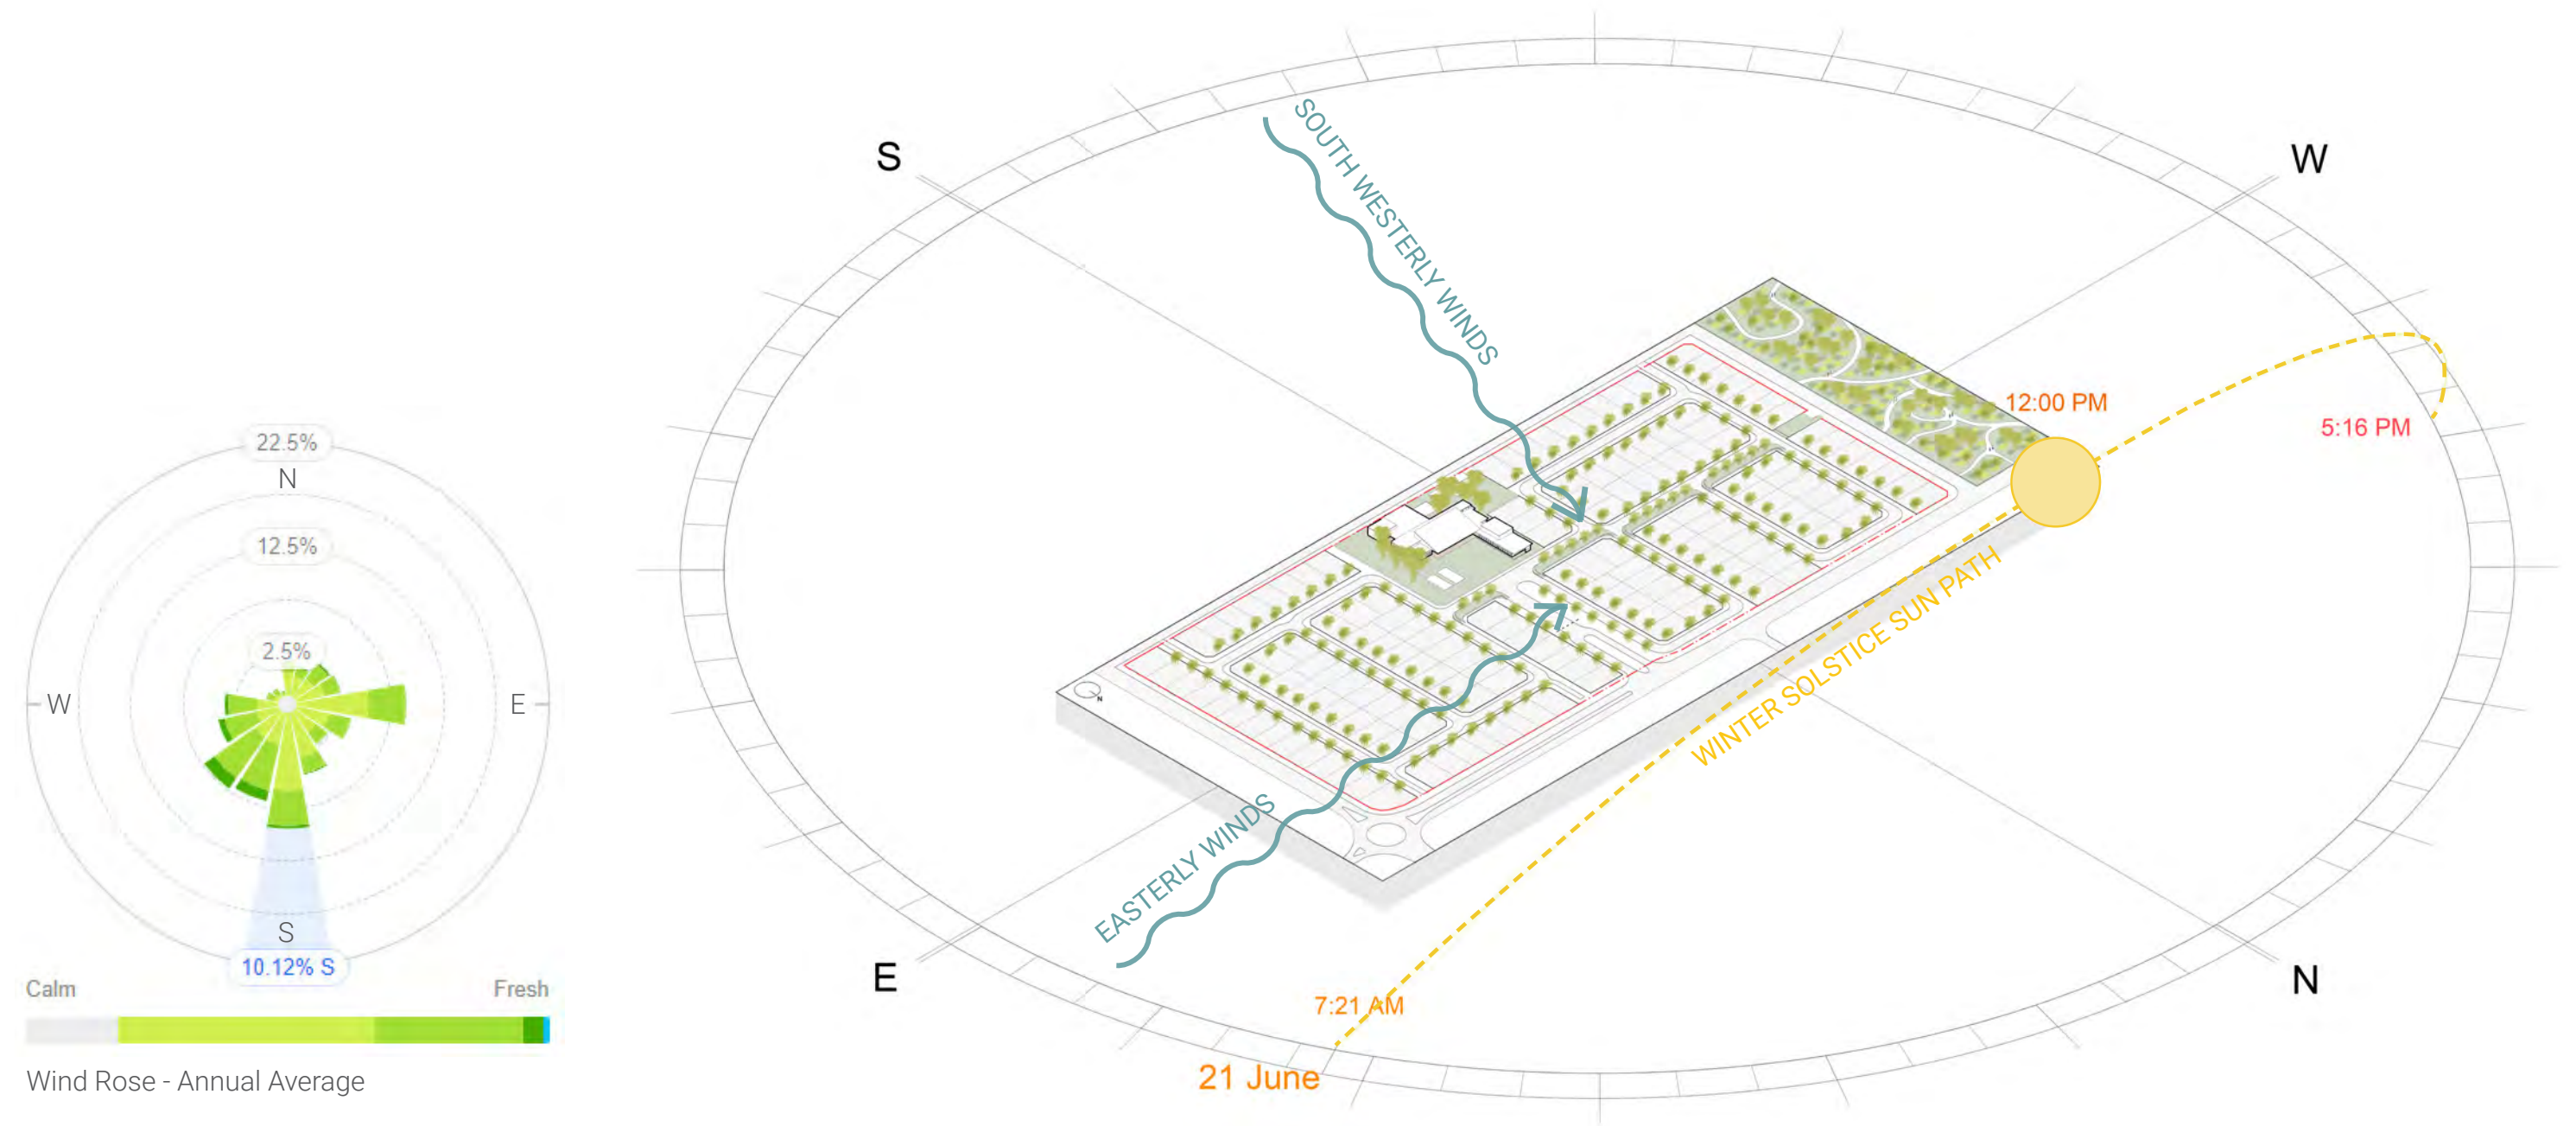 22.5%
N
12.5%
2.5%
W
E
S
10.12% S
Calm
Fresh
Wind Rose - Annual Average
S
W
SOUTH WESTERLY WINDS
12:00 PM
5:16 PM
WINTER SOLSTICE SUN PATH
N
EASTERLY WINDS
E
N
7:21 AM
21 June